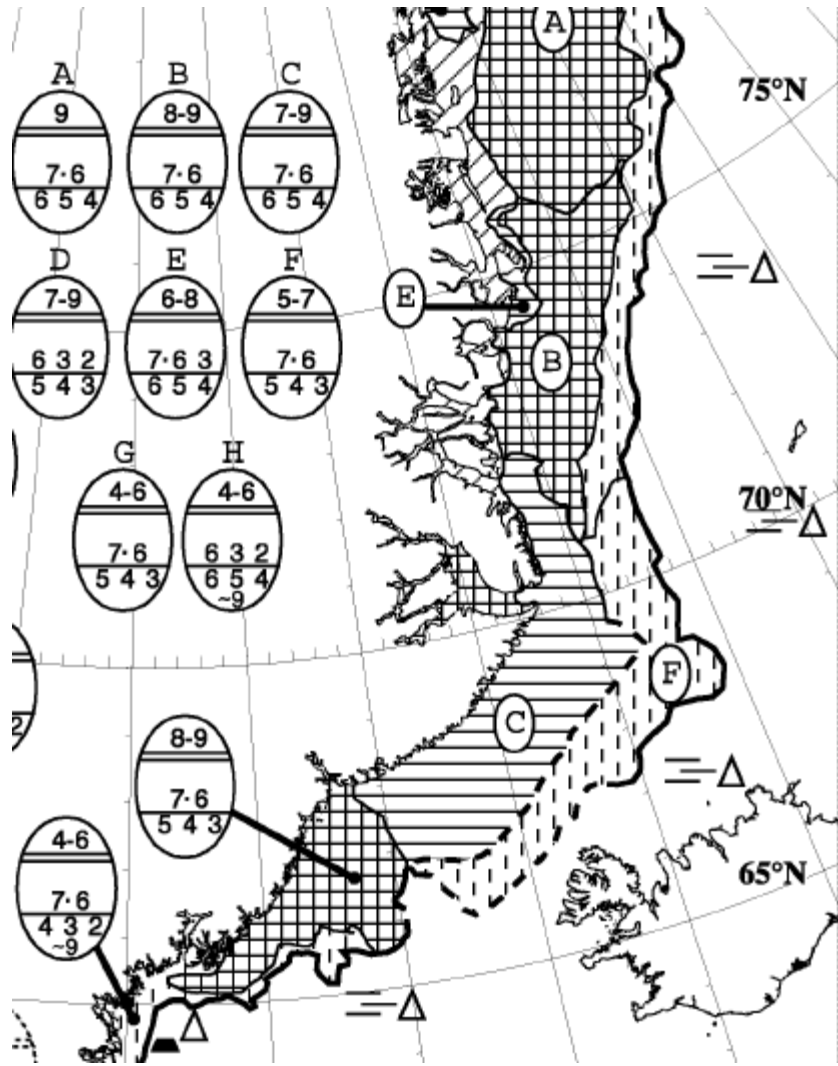 A
75°N
A B C
9 8-9 7-9
7· 6 7· 6 7· 6
6 5 4 6 5 4 6 5 4
D E F
7-9 6-8 5-7
6 3 2 7· 6 3 7· 6
5 4 3 6 5 4 5 4 3
E
B
G H
4-6 4-6
7· 6 6 3 2
5 4 3 6 5 4
~9
70°N
F
C
2
8-9
7· 6
5 4 3
4-6
7· 6
4 3 2
~9
65°N